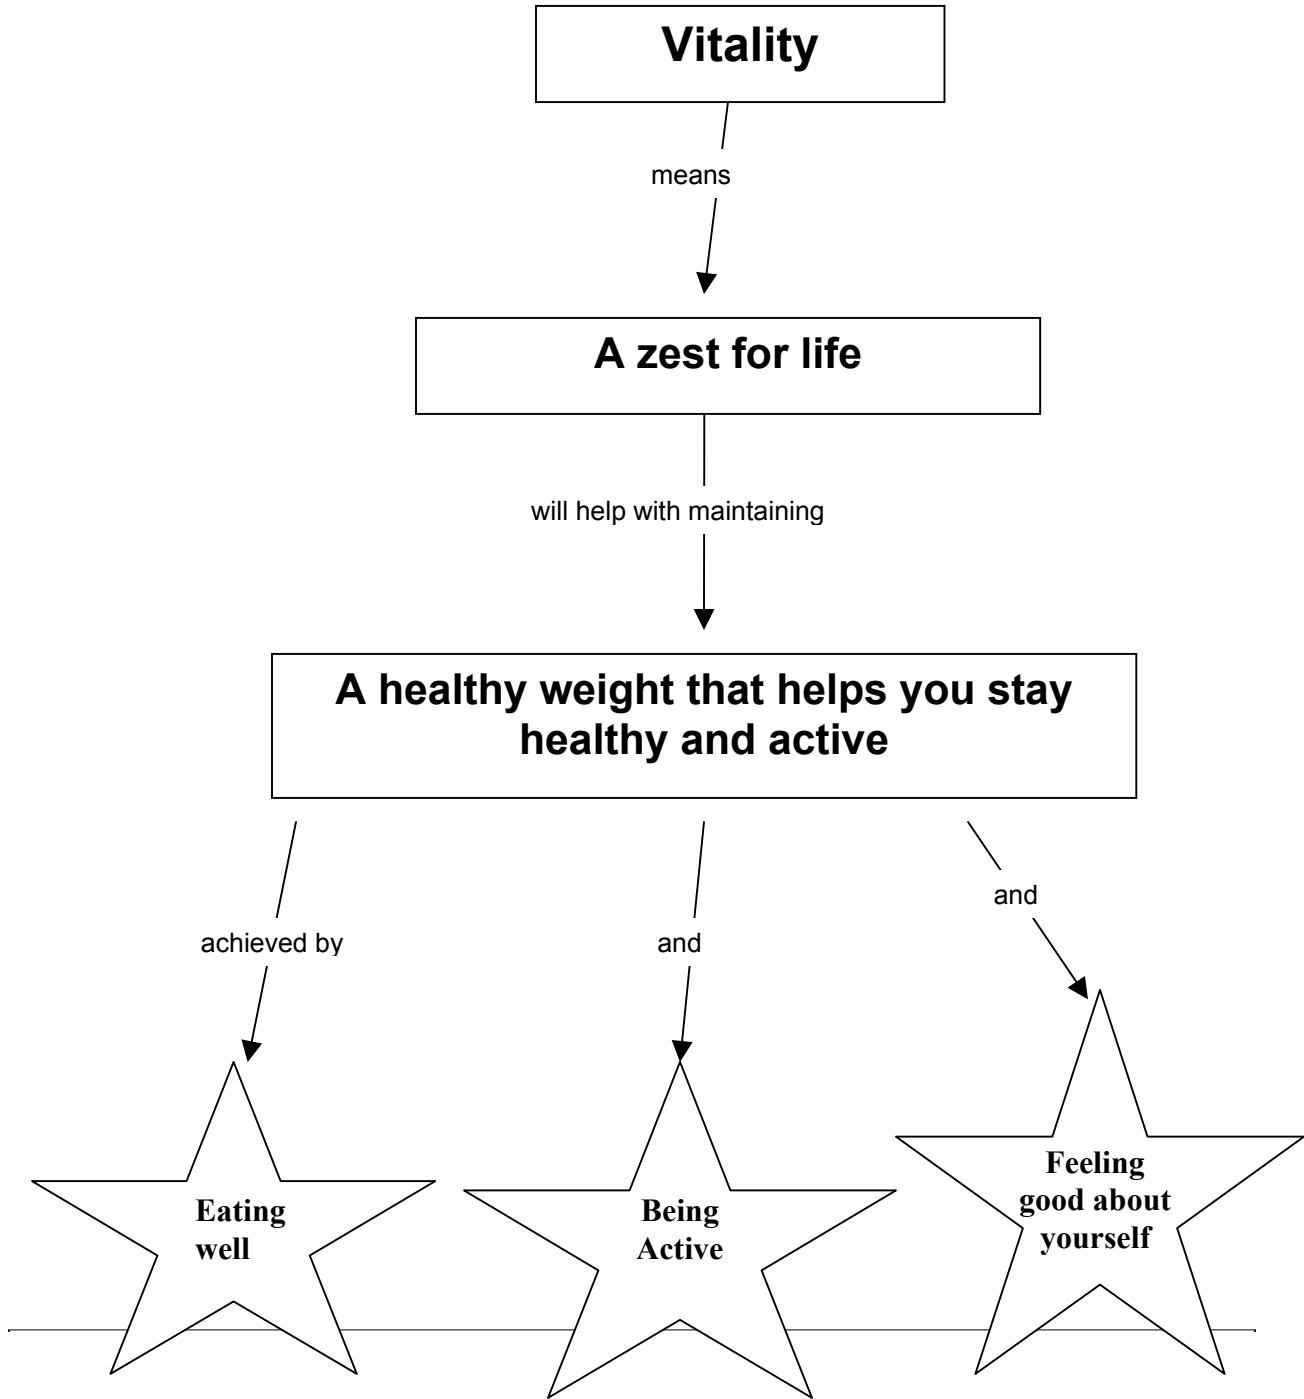 Vitality
means
A zest for life
will help with maintaining
A healthy weight that helps you stay
healthy and active
achieved by
and
and
Eating
well
Being
Active
Feeling
good about
yourself